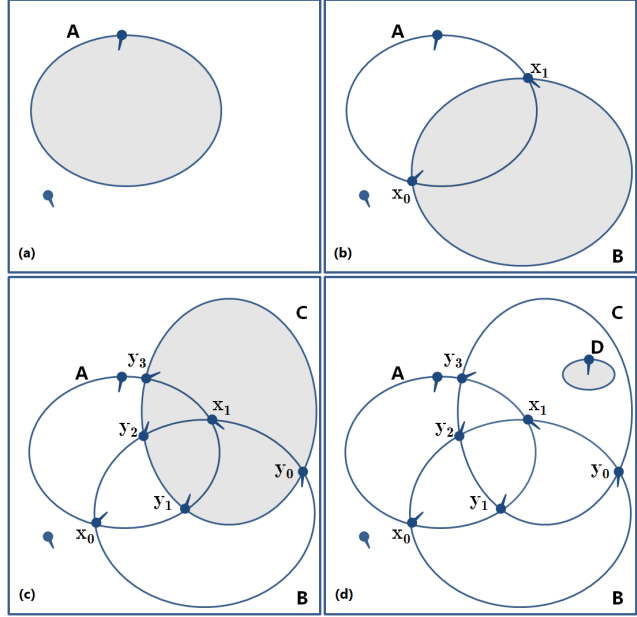 A
(a)
A
x₁
x₀
(b)
B
C
y₃
A
x₁
y₂
y₀
y₁
x₀
(c)
B
C
D
y₃
A
x₁
y₂
y₀
y₁
x₀
(d)
B